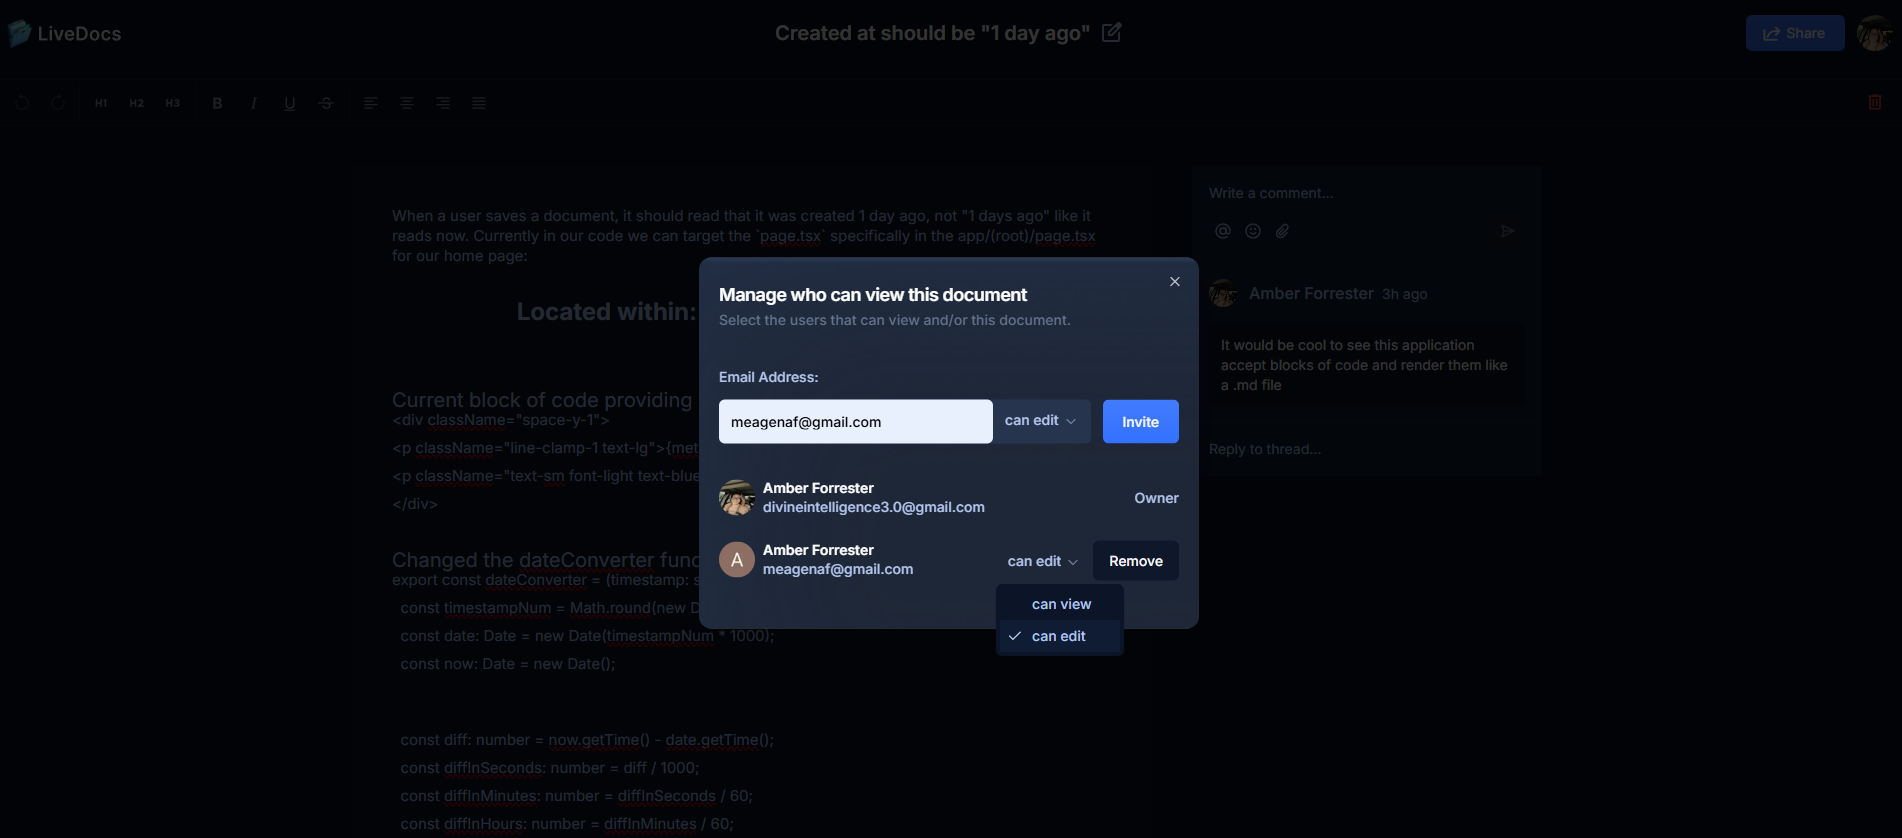 LiveDocs
Created at should be "1 day ago"
Share
H1 H2 H3 B I U S
When a user saves a document, it should read that it was created 1 day ago, not "1 days ago" like it
reads now. Currently in our code we can target the `page.tsx` specifically in the app/(root)/page.tsx
for our home page:
Located within:
Current block of code providing
<div className="space-y-1">
<p className="line-clamp-1 text-lg">{met
<p className="text-sm font-light text-blue
</div>
Changed the dateConverter func
export const dateConverter = (timestamp: s
const timestampNum = Math.round(new D
const date: Date = new Date(timestampNum * 1000);
const now: Date = new Date();
const diff: number = now.getTime() - date.getTime();
const diffInSeconds: number = diff / 1000;
const diffInMinutes: number = diffInSeconds / 60;
const diffInHours: number = diffInMinutes / 60;
Manage who can view this document
Select the users that can view and/or this document.
Email Address:
meagenaf@gmail.com can edit Invite
Amber Forrester
divineintelligence3.0@gmail.com
Owner
A
Amber Forrester
meagenaf@gmail.com
can edit Remove
can view
can edit
Write a comment...
Amber Forrester 3h ago
It would be cool to see this application
accept blocks of code and render them like
a .md file
Reply to thread...